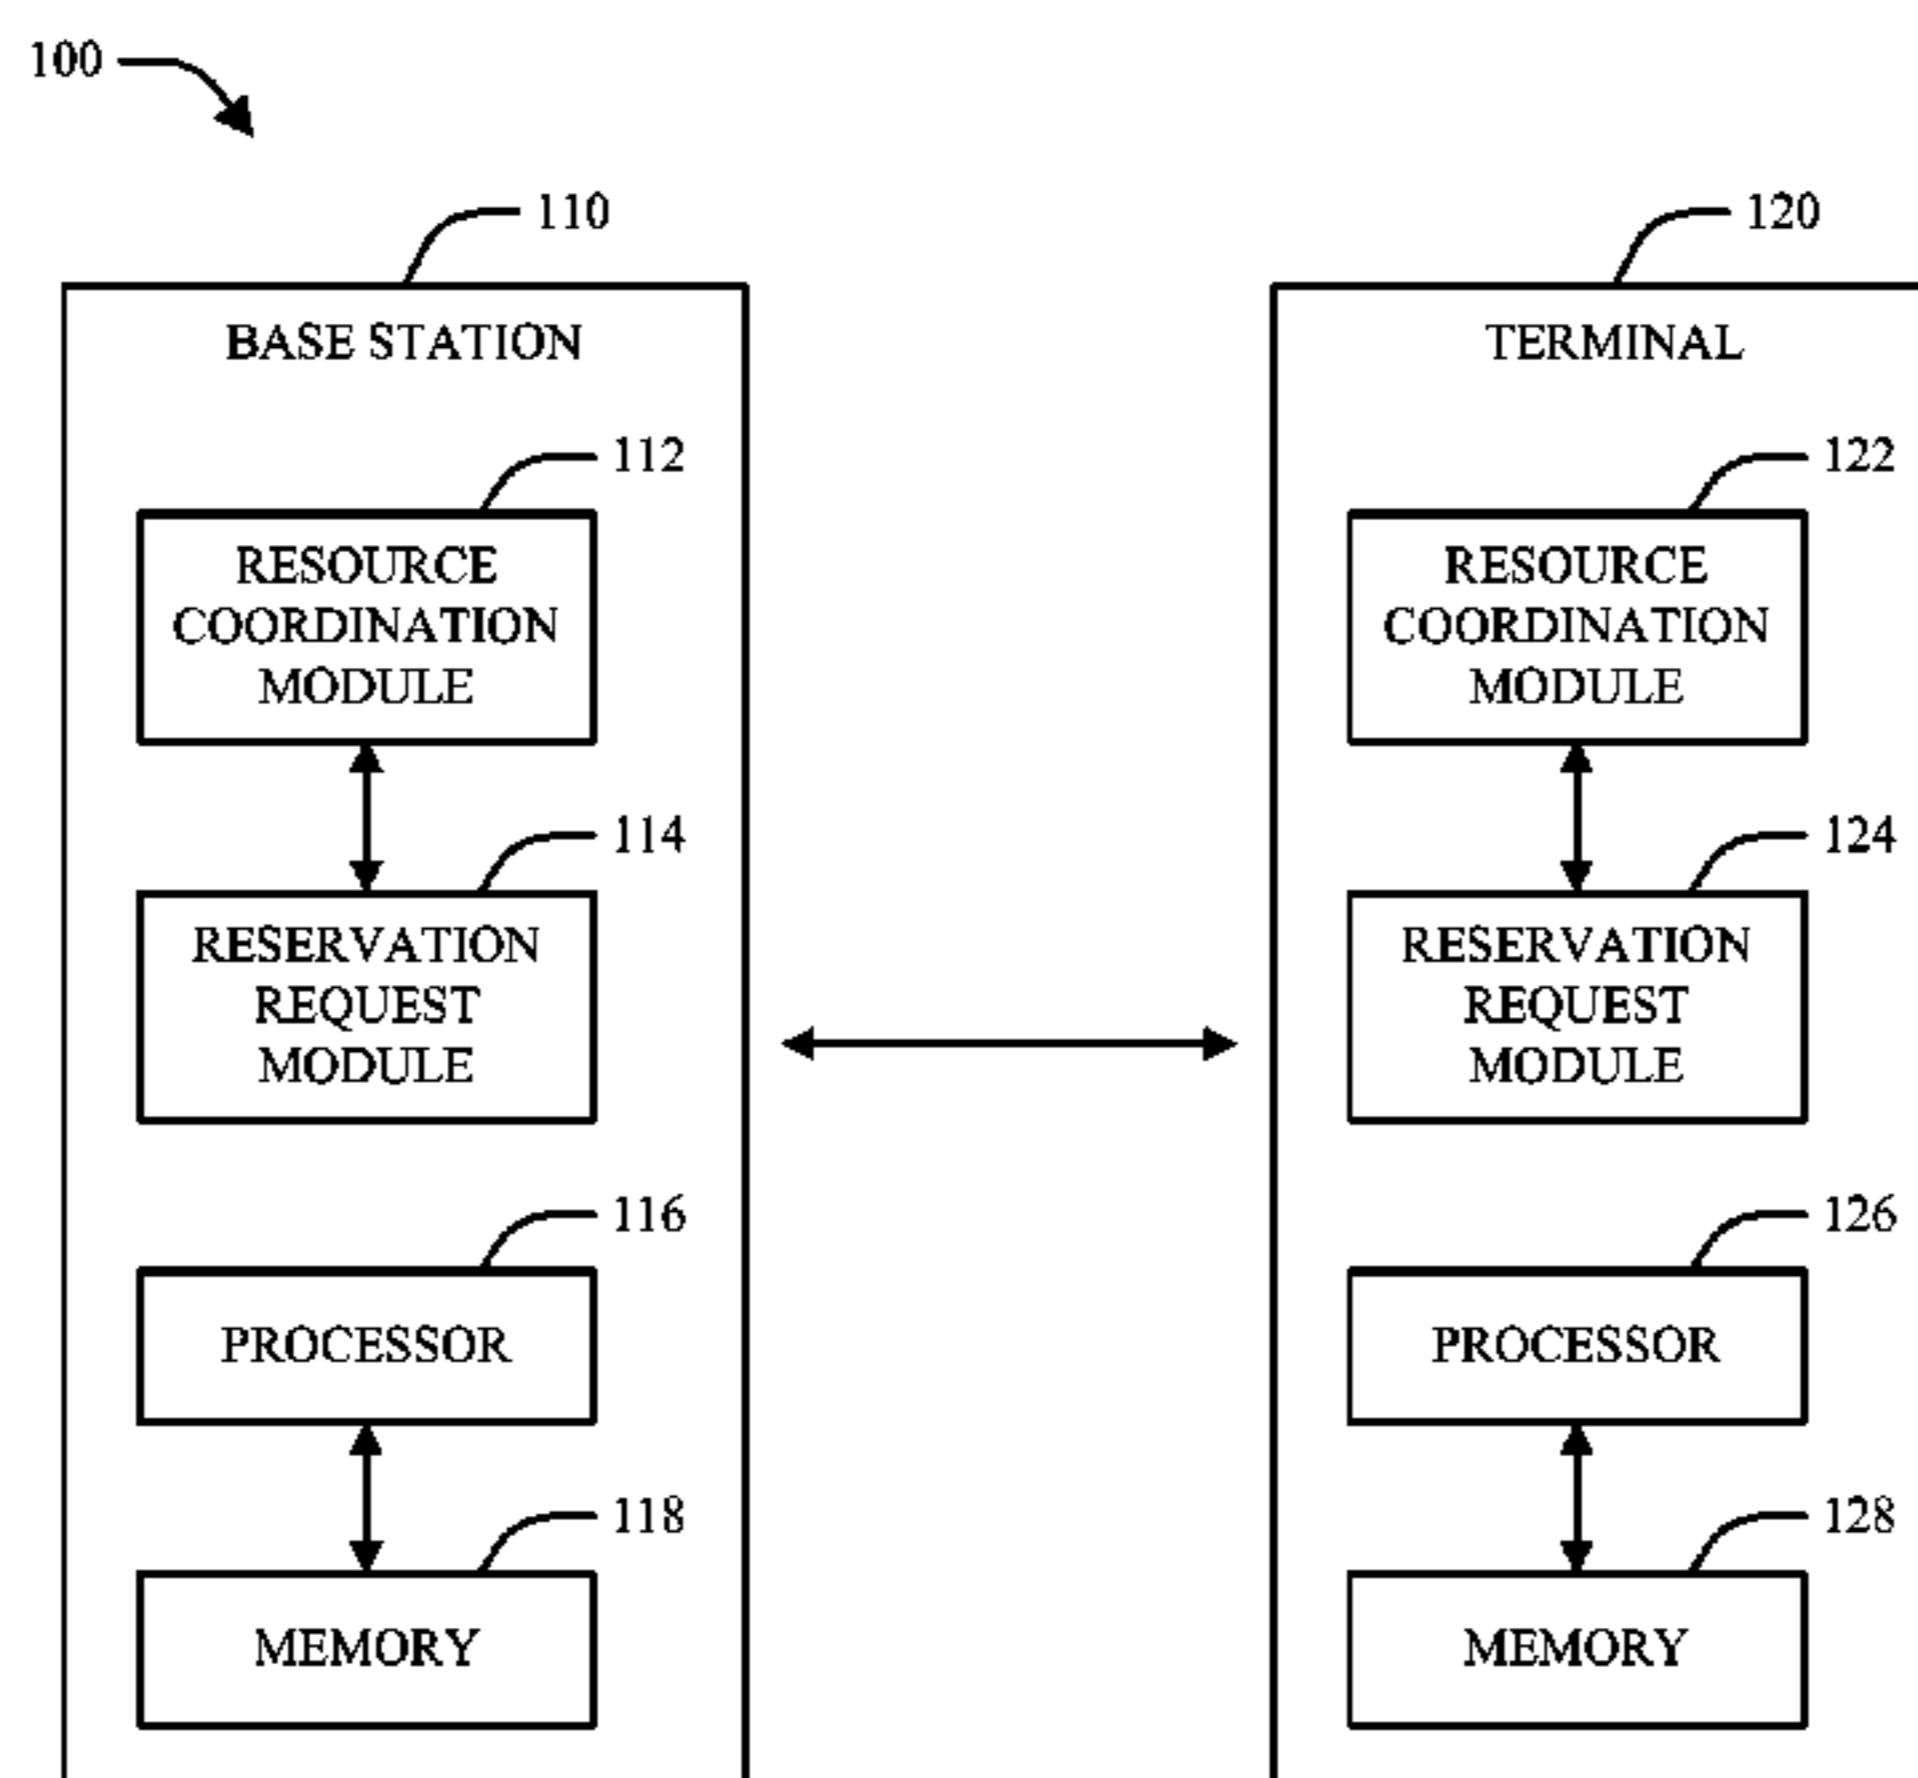 100
110
120
BASE STATION
TERMINAL
112
122
RESOURCE
COORDINATION
MODULE
RESOURCE
COORDINATION
MODULE
114
124
RESERVATION
REQUEST
MODULE
RESERVATION
REQUEST
MODULE
116
126
PROCESSOR
PROCESSOR
118
128
MEMORY
MEMORY